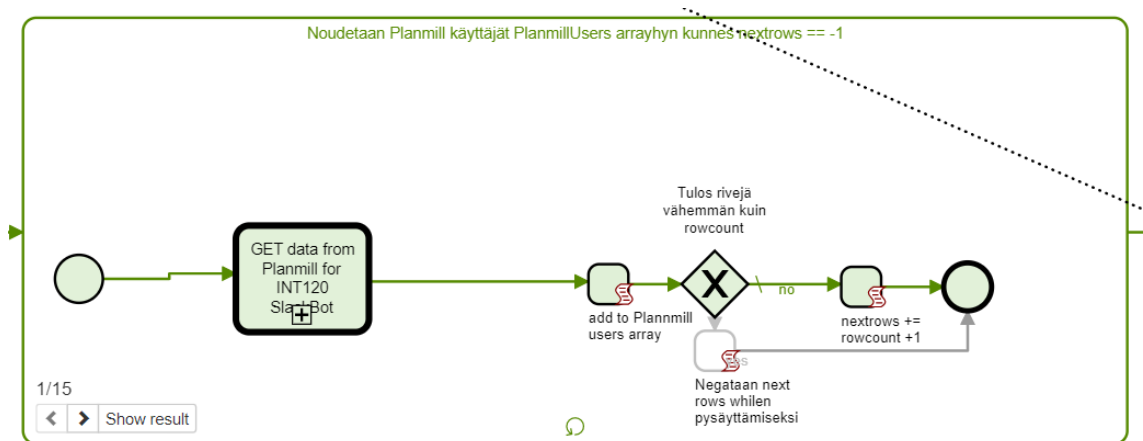 Noudetaan Planmill käyttäjät PlanmillUsers arrayhyn kunnes nextrows == -1
Tulos rivejä
vähemmän kuin
rowcount
GET data from
Planmill for
INT120
SlackBot
no
add to Plannmill
users array
nextrows +=
rowcount +1
yes
Negataan next
rows whilen
pysäyttämiseksi
1/15
Show result